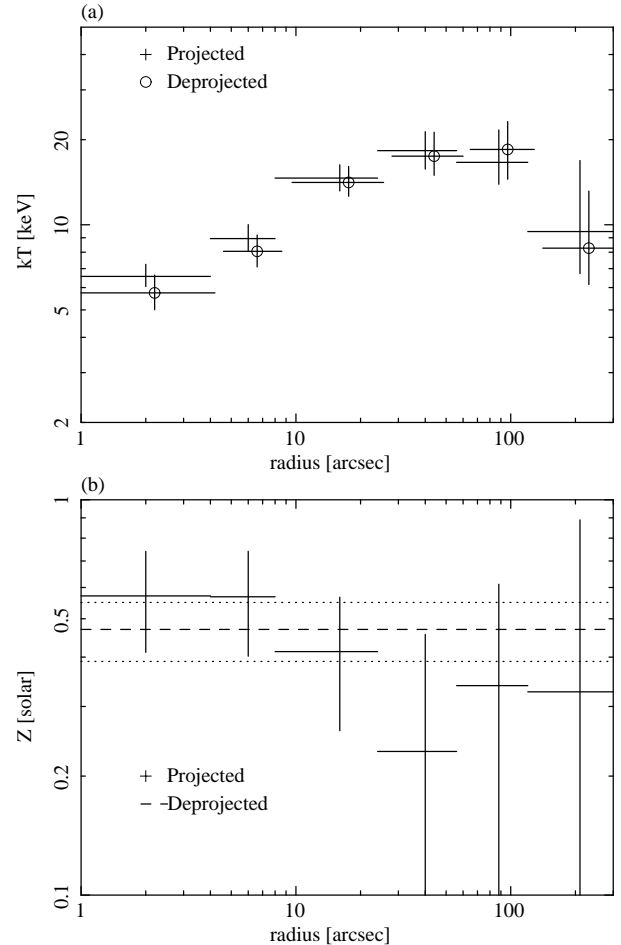 (a)
Projected
Deprojected
20
10
5
2
kT [keV]
1
10
100
radius [arcsec]
(b)
1
0.5
0.2
0.1
Z [solar]
Projected
Deprojected
1
10
100
radius [arcsec]